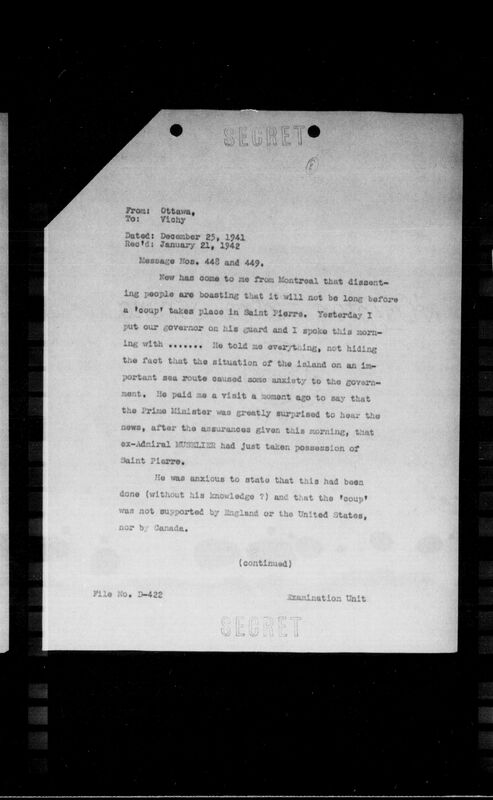 SECRET
8
From: Ottawa,
To: Vichy
Dated: December 25, 1941
Rec'd: January 21, 1942
Message Nos. 448 and 449.
New has come to me from Montreal that dissent-
ing people are boasting that it will not be long before
a 'coup' takes place in Saint Pierre. Yesterday I
put our governor on his guard and I spoke this morn-
ing with ....... He told me everything, not hiding
the fact that the situation of the island on an im-
portant sea route caused some anxiety to the govern-
ment. He paid me a visit a moment ago to say that
the Prime Minister was greatly surprised to hear the
news, after the assurances given this morning, that
ex-Admiral MUSELIER had just taken possession of
Saint Pierre.
He was anxious to state that this had been
done (without his knowledge ?) and that the 'coup'
was not supported by England or the United States,
nor by Canada.
(continued)
File No. D-422
Examination Unit
SECRET